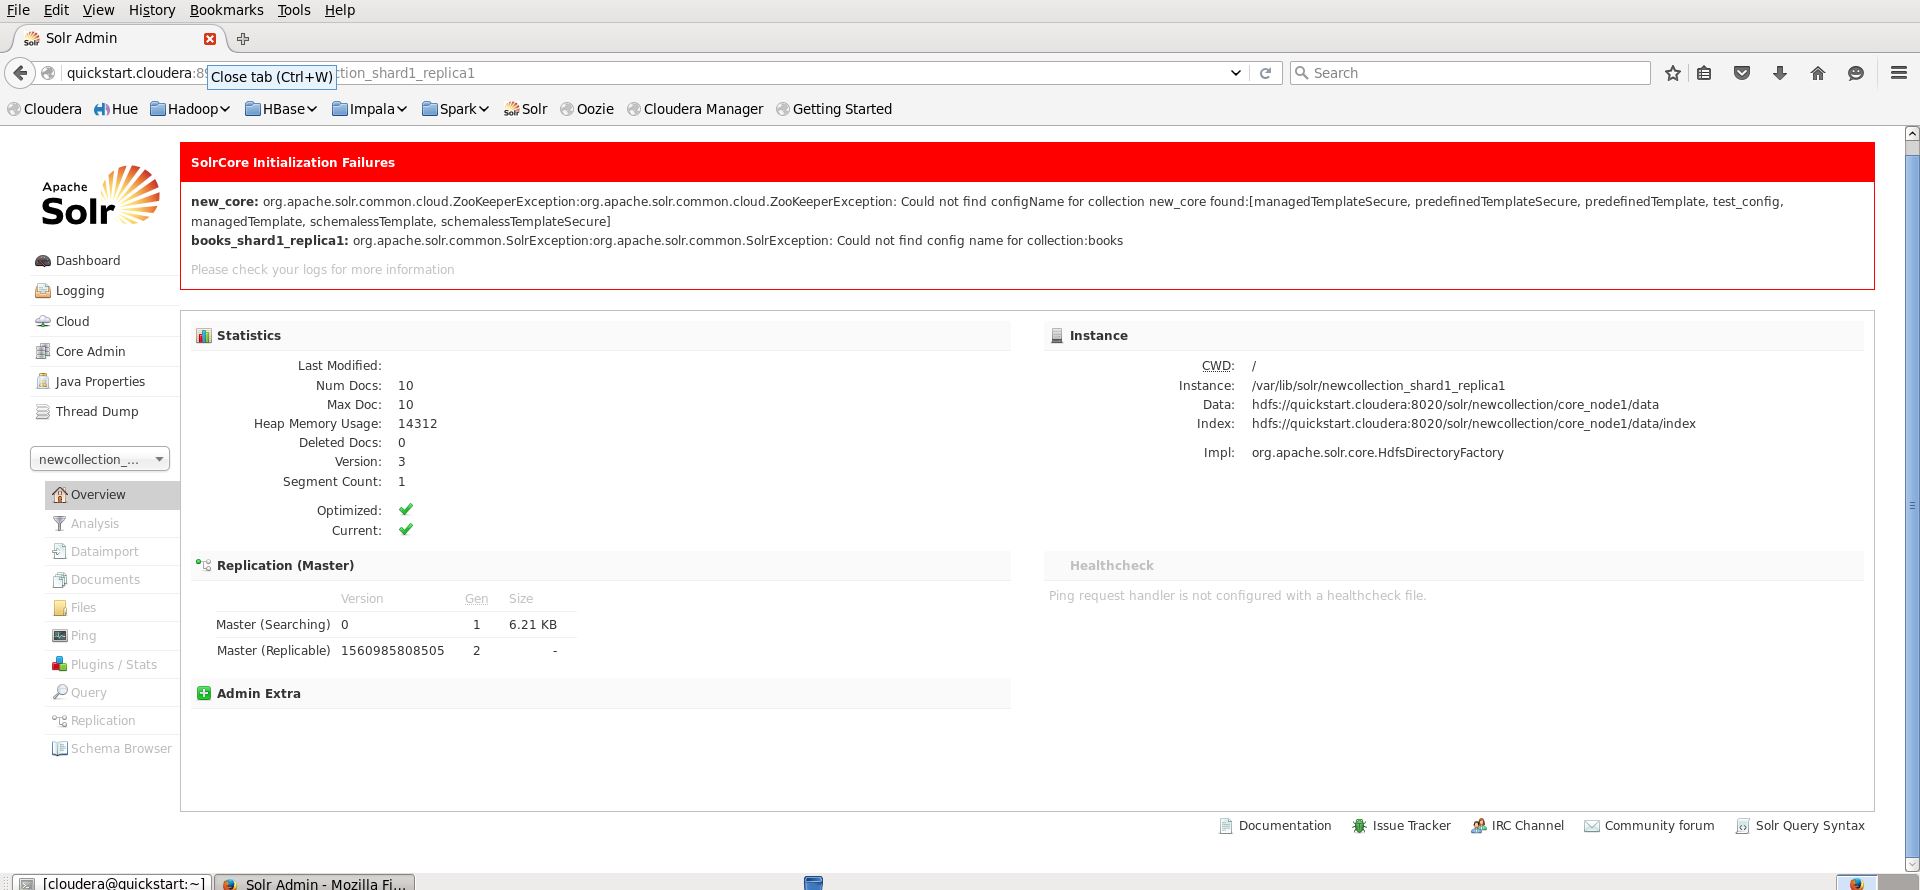 File Edit View History Bookmarks Tools Help
Solr Admin
quickstart.cloudera:8 tion_shard1_replica1 Search
Close tab (Ctrl+W)
Cloudera Hue Hadoop HBase Impala Spark Solr Oozie Cloudera Manager Getting Started
Apache
Solr
SolrCore Initialization Failures
new_core: org.apache.solr.common.cloud.ZooKeeperException:org.apache.solr.common.cloud.ZooKeeperException: Could not find configName for collection new_core found:[managedTemplateSecure, predefinedTemplateSecure, predefinedTemplate, test_config,
managedTemplate, schemalessTemplate, schemalessTemplateSecure]
books_shard1_replica1: org.apache.solr.common.SolrException:org.apache.solr.common.SolrException: Could not find config name for collection:books
Please check your logs for more information
Dashboard
Logging
Cloud
Core Admin
Java Properties
Thread Dump
newcollection_...
Overview
Analysis
Dataimport
Documents
Files
Ping
Plugins / Stats
Query
Replication
Schema Browser
Statistics
Last Modified:
Num Docs: 10
Max Doc: 10
Heap Memory Usage: 14312
Deleted Docs: 0
Version: 3
Segment Count: 1
Optimized:
Current:
Instance
CWD: /
Instance: /var/lib/solr/newcollection_shard1_replica1
Data: hdfs://quickstart.cloudera:8020/solr/newcollection/core_node1/data
Index: hdfs://quickstart.cloudera:8020/solr/newcollection/core_node1/data/index
Impl: org.apache.solr.core.HdfsDirectoryFactory
Replication (Master)
Version Gen Size
Master (Searching) 0 1 6.21 KB
Master (Replicable) 1560985808505 2 -
Healthcheck
Ping request handler is not configured with a healthcheck file.
Admin Extra
Documentation Issue Tracker IRC Channel Community forum Solr Query Syntax
[cloudera@quickstart:~] Solr Admin - Mozilla Fi...